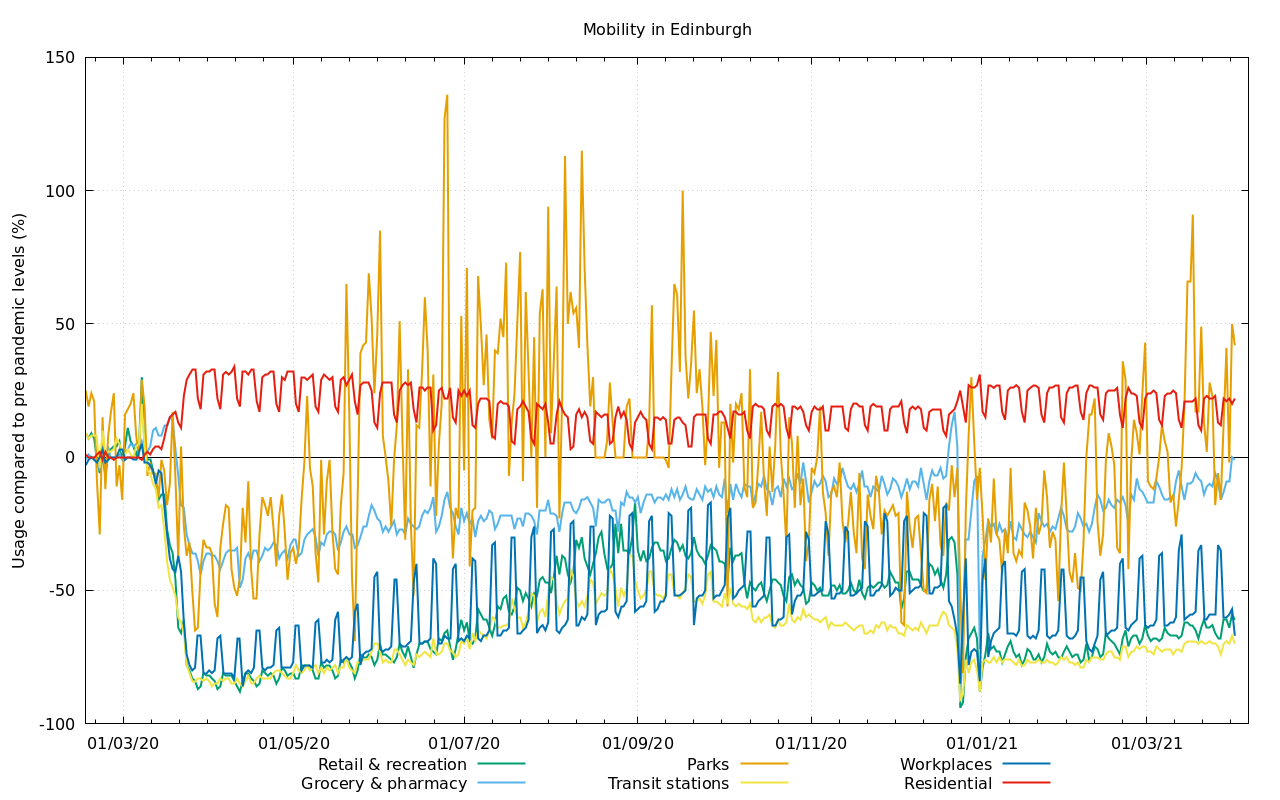 Mobility in Edinburgh
Usage compared to pre pandemic levels (%)
150
100
50
0
-50
-100
01/03/20 01/05/20 01/07/20 01/09/20 01/11/20 01/01/21 01/03/21
Retail & recreation Parks Workplaces
Grocery & pharmacy Transit stations Residential